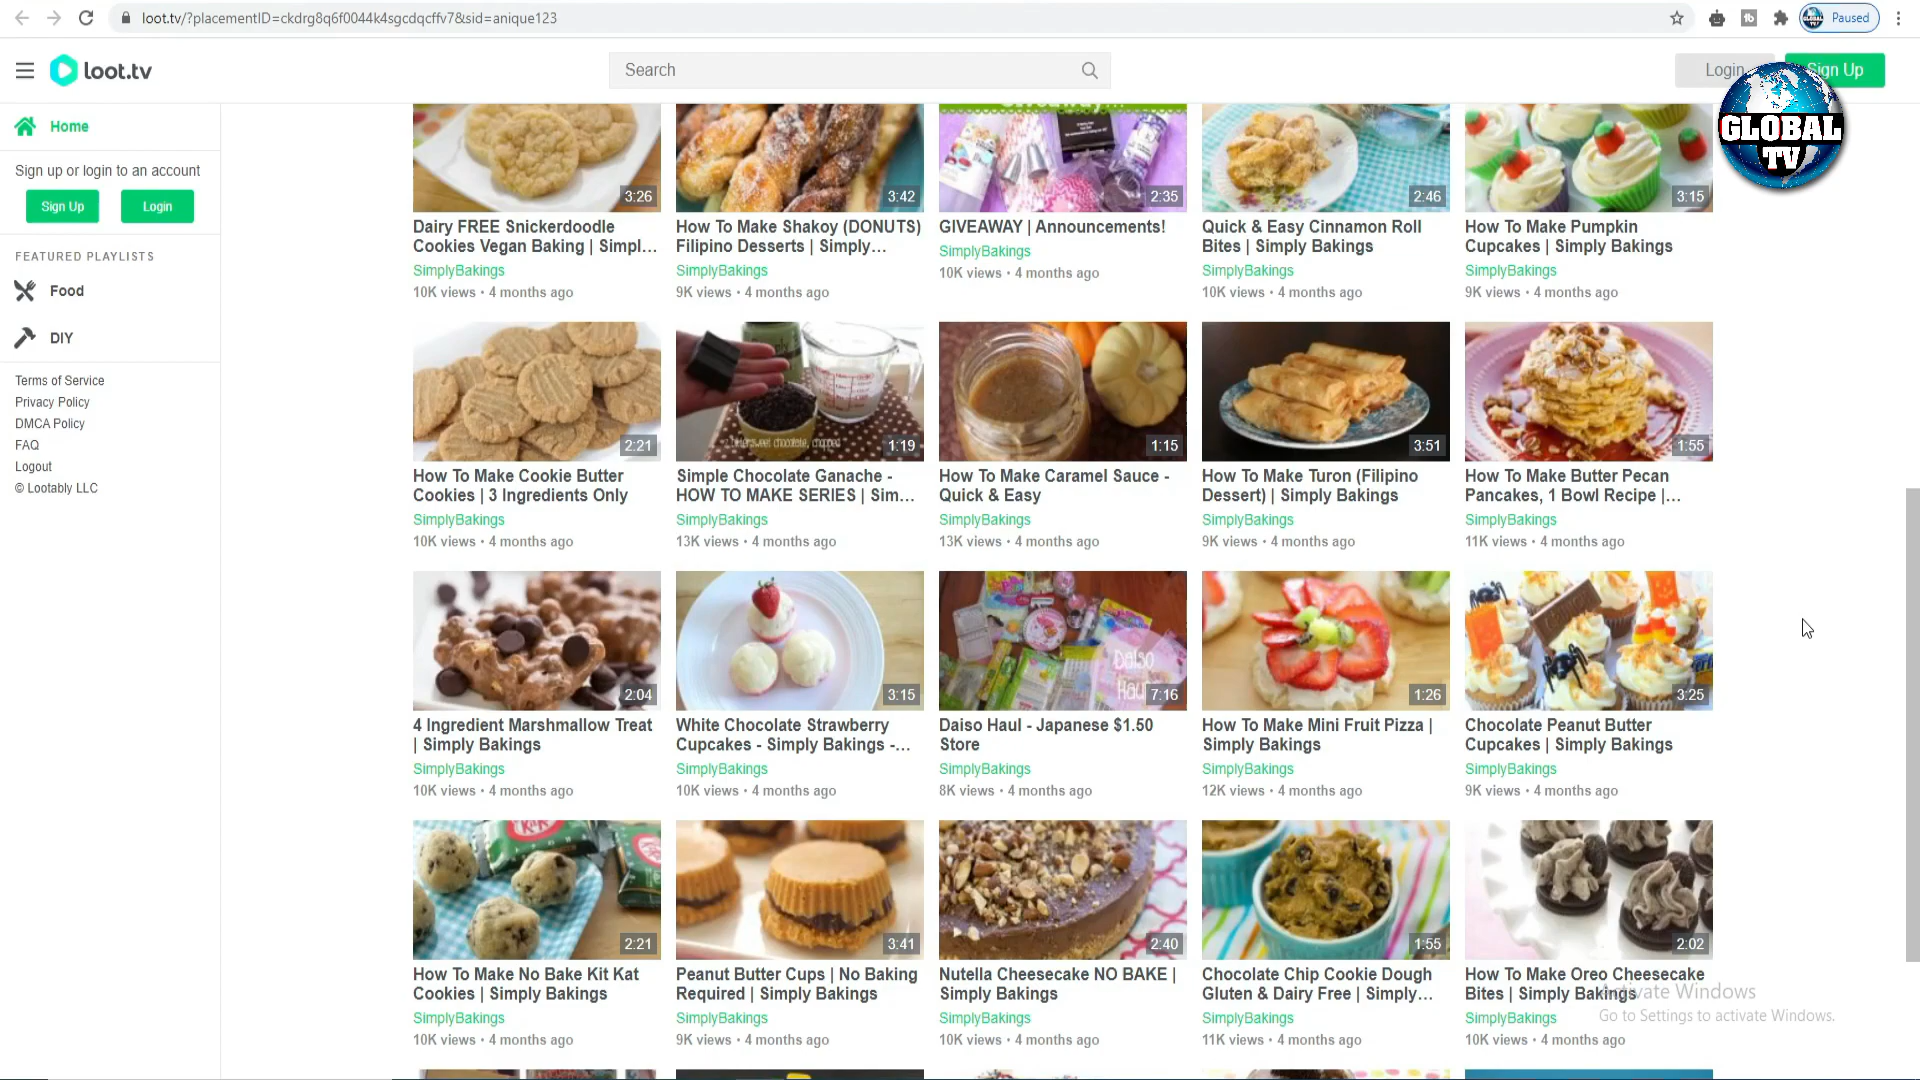 loot.tv/?placementID=ckdrg8q6f0044k4sgcdqcffv7&sid=anique123
Paused
loot.tv
Search
Login
Sign Up
GLOBAL
TV
Home
Sign up or login to an account
Sign Up
Login
FEATURED PLAYLISTS
Food
DIY
Terms of Service
Privacy Policy
DMCA Policy
FAQ
Logout
© Lootably LLC
3:26
3:42
2:35
2:46
3:15
Dairy FREE Snickerdoodle
Cookies Vegan Baking | Simpl...
SimplyBakings
10K views • 4 months ago
How To Make Shakoy (DONUTS)
Filipino Desserts | Simply...
SimplyBakings
9K views • 4 months ago
GIVEAWAY | Announcements!
SimplyBakings
10K views • 4 months ago
Quick & Easy Cinnamon Roll
Bites | Simply Bakings
SimplyBakings
10K views • 4 months ago
How To Make Pumpkin
Cupcakes | Simply Bakings
SimplyBakings
9K views • 4 months ago
2:21
1:19
1:15
3:51
1:55
How To Make Cookie Butter
Cookies | 3 Ingredients Only
SimplyBakings
10K views • 4 months ago
Simple Chocolate Ganache -
HOW TO MAKE SERIES | Sim...
SimplyBakings
13K views • 4 months ago
How To Make Caramel Sauce -
Quick & Easy
SimplyBakings
13K views • 4 months ago
How To Make Turon (Filipino
Dessert) | Simply Bakings
SimplyBakings
9K views • 4 months ago
How To Make Butter Pecan
Pancakes, 1 Bowl Recipe |...
SimplyBakings
11K views • 4 months ago
2:04
3:15
Daiso
Haul
7:16
1:26
3:25
4 Ingredient Marshmallow Treat
| Simply Bakings
SimplyBakings
10K views • 4 months ago
White Chocolate Strawberry
Cupcakes - Simply Bakings -...
SimplyBakings
10K views • 4 months ago
Daiso Haul - Japanese $1.50
Store
SimplyBakings
8K views • 4 months ago
How To Make Mini Fruit Pizza |
Simply Bakings
SimplyBakings
12K views • 4 months ago
Chocolate Peanut Butter
Cupcakes | Simply Bakings
SimplyBakings
9K views • 4 months ago
2:21
3:41
2:40
1:55
2:02
How To Make No Bake Kit Kat
Cookies | Simply Bakings
SimplyBakings
10K views • 4 months ago
Peanut Butter Cups | No Baking
Required | Simply Bakings
SimplyBakings
9K views • 4 months ago
Nutella Cheesecake NO BAKE |
Simply Bakings
SimplyBakings
10K views • 4 months ago
Chocolate Chip Cookie Dough
Gluten & Dairy Free | Simply...
SimplyBakings
11K views • 4 months ago
How To Make Oreo Cheesecake
Bites | Simply Bakings
SimplyBakings
10K views • 4 months ago
Activate Windows
Go to Settings to activate Windows.